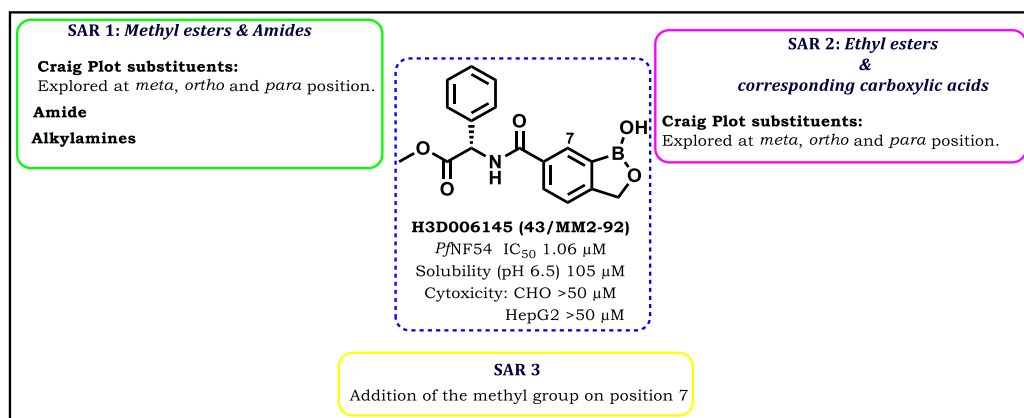 SAR 1: Methyl esters & Amides
Craig Plot substituents:
Explored at meta, ortho and para position.
Amide
Alkylamines
SAR 2: Ethyl esters
&
corresponding carboxylic acids
Craig Plot substituents:
Explored at meta, ortho and para position.
O
O
O
N
H
7
B
OH
O
H3D006145 (43/MM2-92)
PfNF54 IC50 1.06 µM
Solubility (pH 6.5) 105 µM
Cytoxicity: CHO >50 µM
HepG2 >50 µM
SAR 3
Addition of the methyl group on position 7